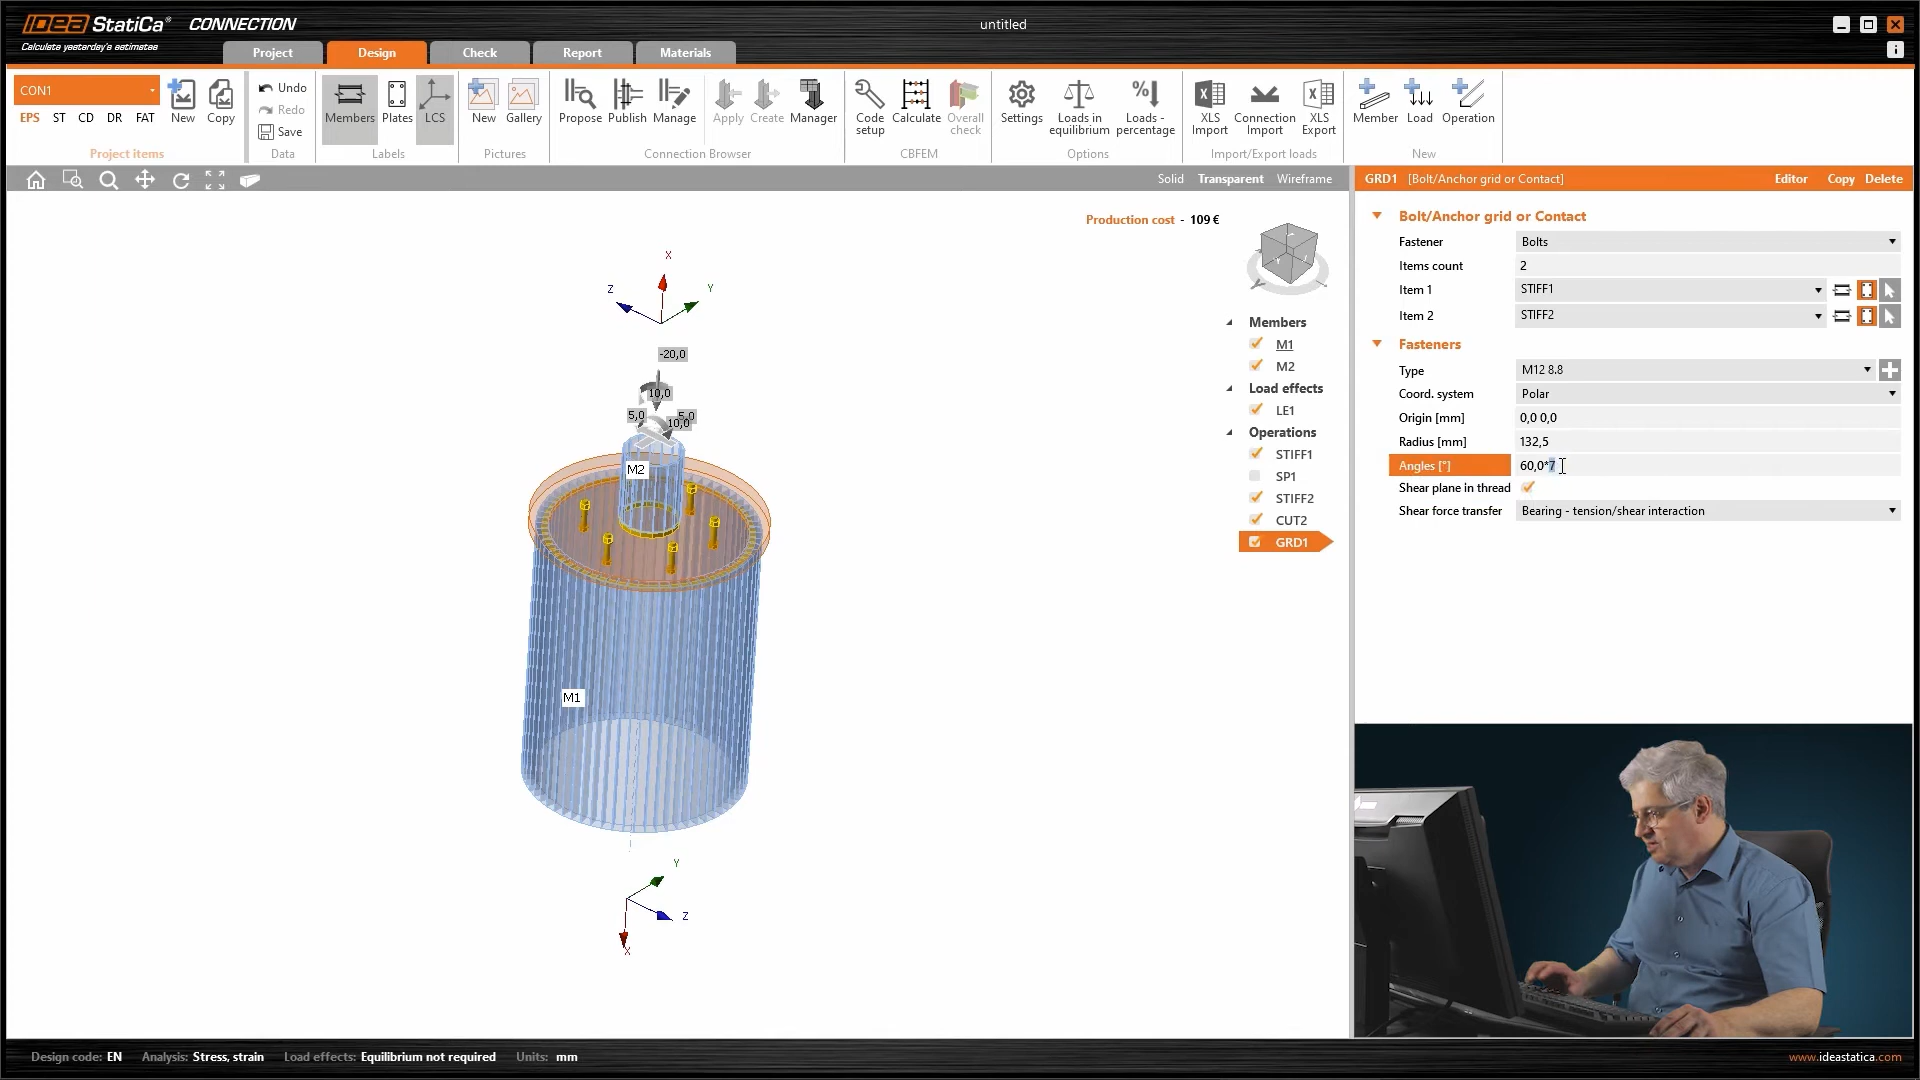 IDEA StatiCa® CONNECTION
Calculate yesterday's estimates
untitled
Project Design Check Report Materials
CON1
EPS ST CD DR FAT
New Copy
Project items
Undo
Redo
Save
Data
Members Plates LCS
Labels
New Gallery
Pictures
Propose Publish Manage Apply Create Manager
Connection Browser
Code setup Calculate Overall check
CBFEM
Settings Loads in equilibrium Loads - percentage
Options
XLS Import Connection Import XLS Export
Import/Export loads
Member Load Operation
New
Solid Transparent Wireframe
Production cost - 109 €
X
Z
Y
-20,0
10,0
5,0
5,0
10,0
M2
M1
Y
Z
X
Members
M1
M2
Load effects
LE1
Operations
STIFF1
SP1
STIFF2
CUT2
GRD1
GRD1 [Bolt/Anchor grid or Contact] Editor Copy Delete
Bolt/Anchor grid or Contact
Fastener Bolts
Items count 2
Item 1 STIFF1
Item 2 STIFF2
Fasteners
Type M12 8.8
Coord. system Polar
Origin [mm] 0,0 0,0
Radius [mm] 132,5
Angles [°] 60,0*7
Shear plane in thread
Shear force transfer Bearing - tension/shear interaction
Design code: EN Analysis: Stress, strain Load effects: Equilibrium not required Units: mm
www.ideastatica.com